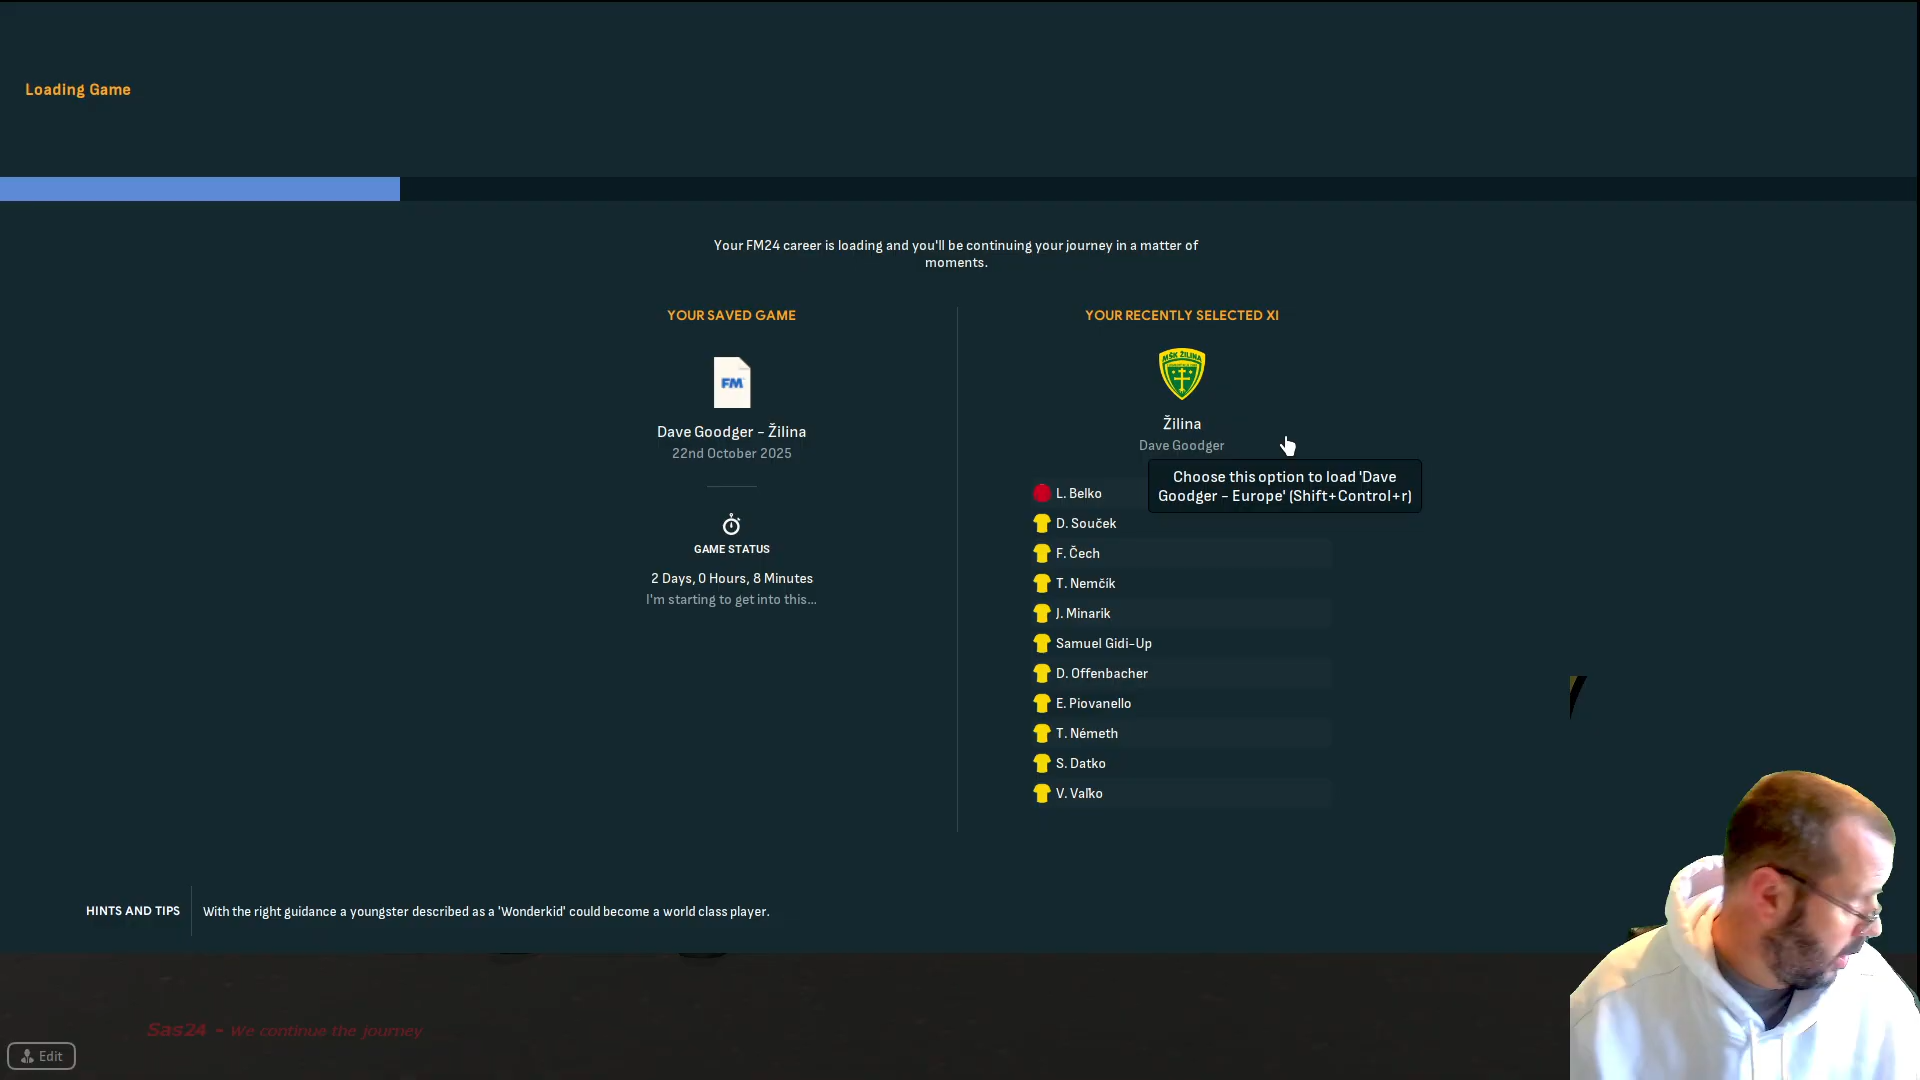 Loading Game
Your FM24 career is loading and you'll be continuing your journey in a matter of
moments.
YOUR SAVED GAME
FM
Dave Goodger - Žilina
22nd October 2025
GAME STATUS
2 Days, 0 Hours, 8 Minutes
I'm starting to get into this...
YOUR RECENTLY SELECTED XI
MŠK ŽILINA
Žilina
Dave Goodger
Choose this option to load 'Dave
Goodger - Europe' (Shift+Control+r)
L. Belko
D. Souček
F. Čech
T. Nemčík
J. Minarik
Samuel Gidi-Up
D. Offenbacher
E. Piovanello
T. Németh
S. Datko
V. Vaľko
HINTS AND TIPS
With the right guidance a youngster described as a 'Wonderkid' could become a world class player.
Sas24 - We continue the journey
Edit